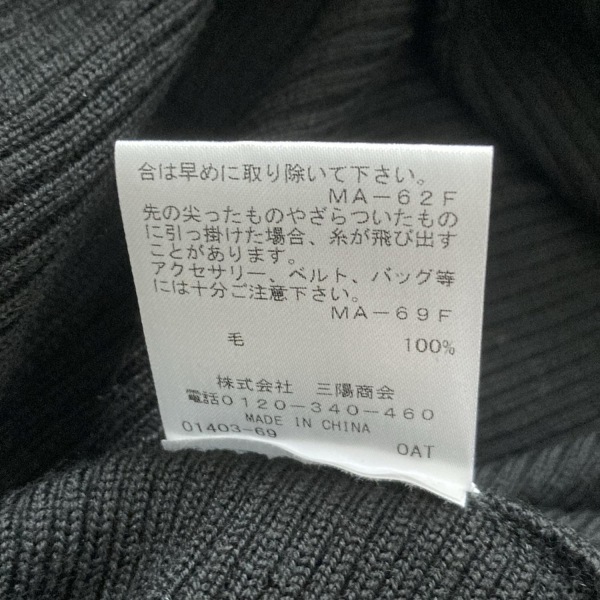 合は早めに取り除いて下さい。
MA-62F
先の尖ったものやざらついたもの
に引っ掛けた場合、糸が飛び出す
ことがあります。
アクセサリー、ベルト、バッグ等
には十分ご注意下さい。
MA-69F
毛 100%
株式会社 三陽商会
電話0120-340-460
MADE IN CHINA
01403-69 OAT